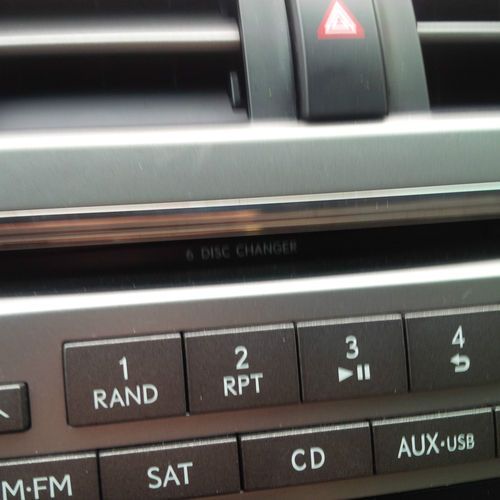 6 DISC CHANGER
1 2 3 4
RAND RPT
M·FM SAT CD AUX·USB